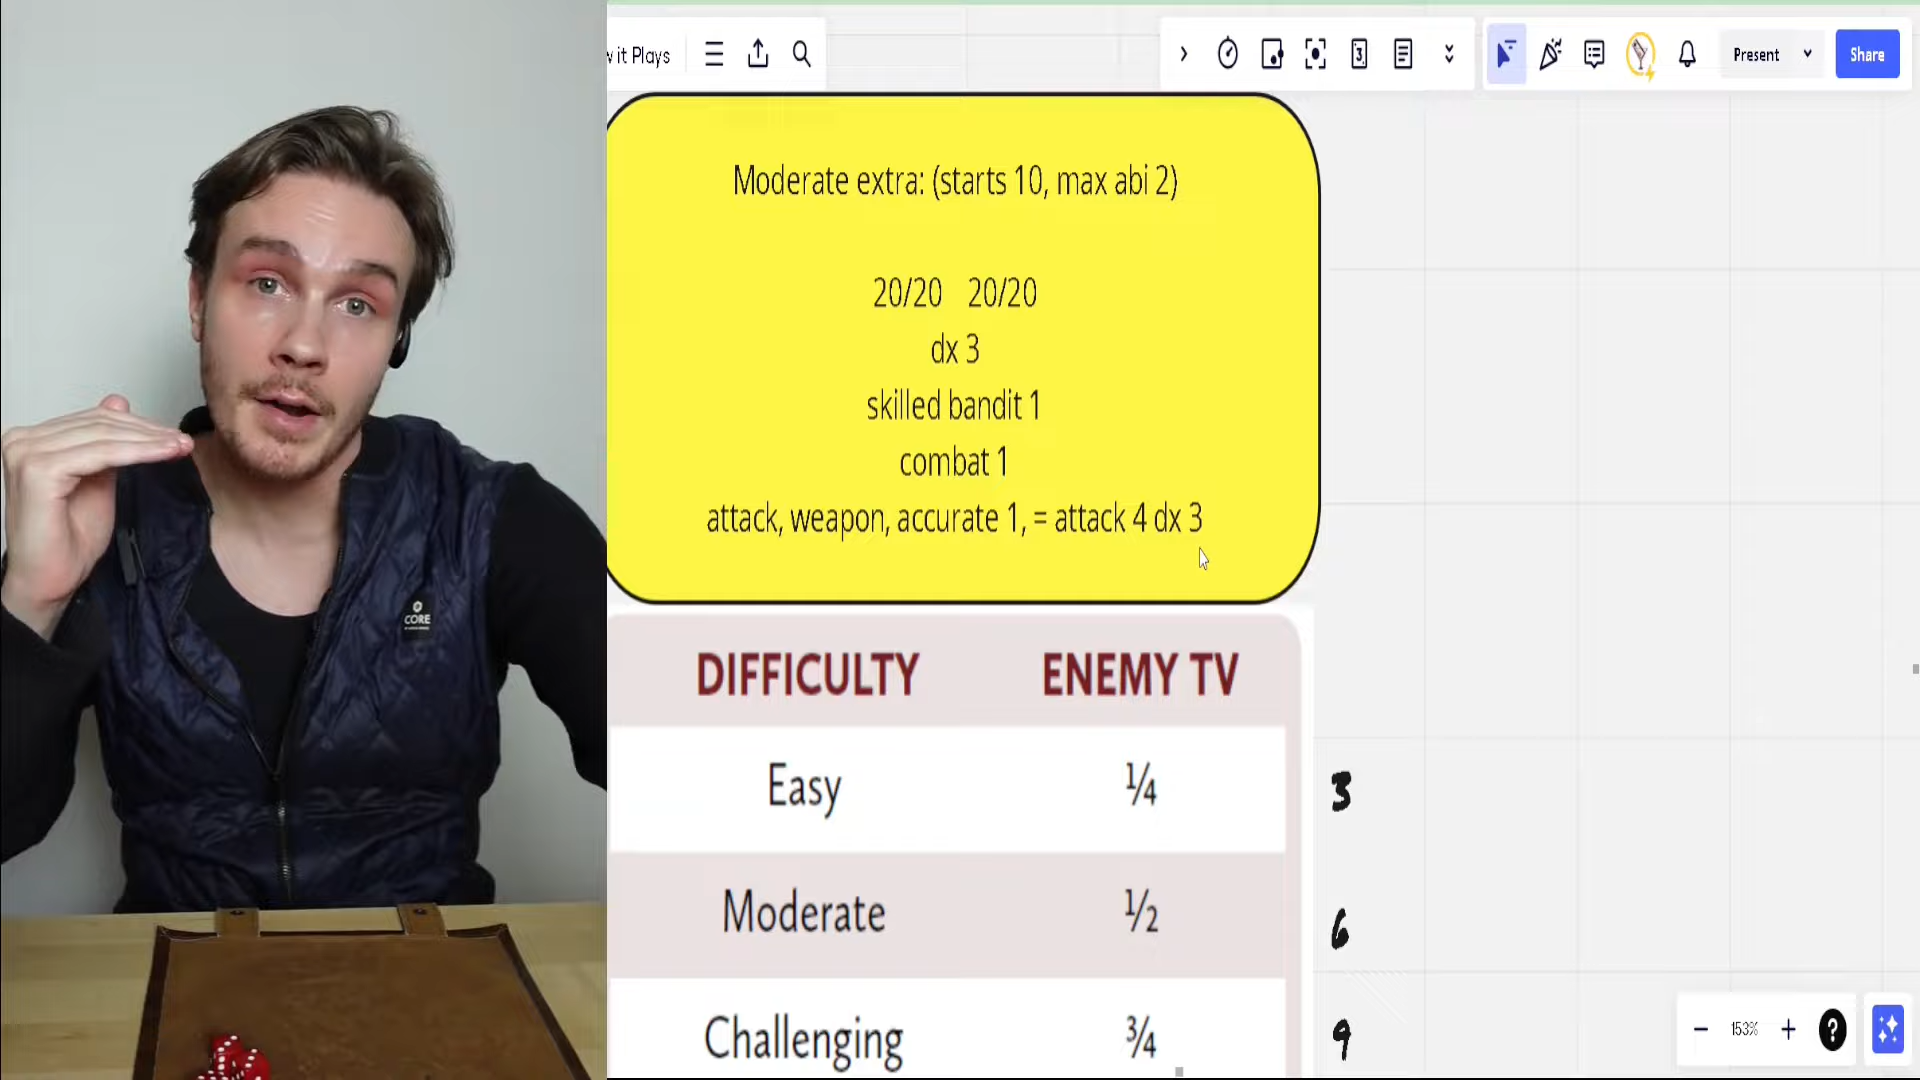 v it Plays
Present
Share
Moderate extra: (starts 10, max abi 2)
20/20 20/20
dx 3
skilled bandit 1
combat 1
attack, weapon, accurate 1, = attack 4 dx 3
CORE
DIFFICULTY ENEMY TV
Easy ¼ 3
Moderate ½ 6
Challenging ¾ 9
153%